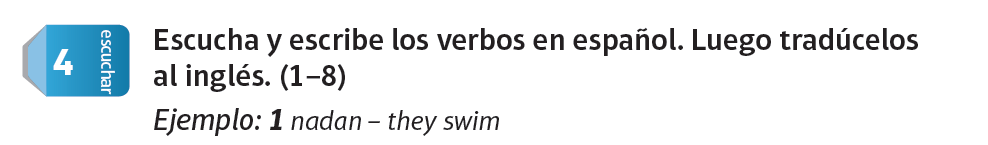 4
escuchar
Escucha y escribe los verbos en español. Luego tradúcelos
al inglés. (1–8)
Ejemplo: 1 nadan – they swim